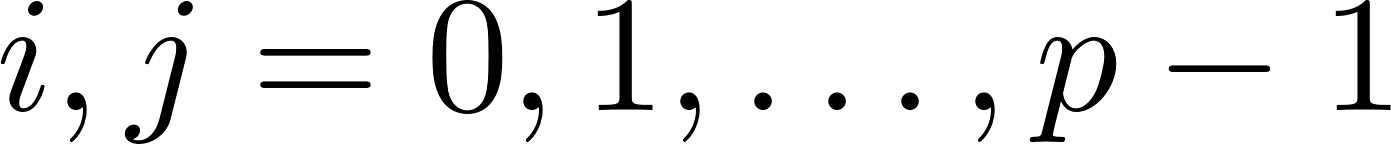 i, j = 0, 1, . . . , p − 1